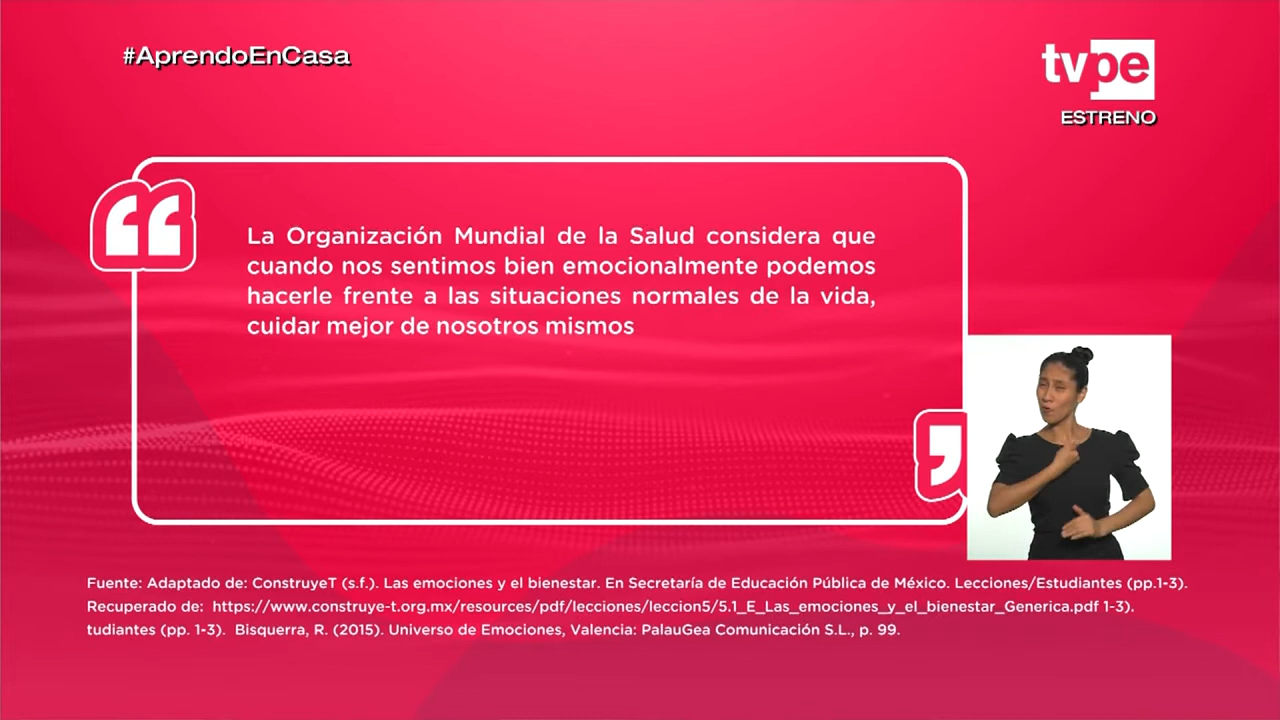 #AprendoEnCasa
tvpe
ESTRENO
La Organización Mundial de la Salud considera que
cuando nos sentimos bien emocionalmente podemos
hacerle frente a las situaciones normales de la vida,
cuidar mejor de nosotros mismos
Fuente: Adaptado de: ConstruyeT (s.f.). Las emociones y el bienestar. En Secretaría de Educación Pública de México. Lecciones/Estudiantes (pp.1-3).
Recuperado de: https://www.construye-t.org.mx/resources/pdf/lecciones/leccion5/5.1_E_Las_emociones_y_el_bienestar_Generica.pdf 1-3).
tudiantes (pp. 1-3). Bisquerra, R. (2015). Universo de Emociones, Valencia: PalauGea Comunicación S.L., p. 99.